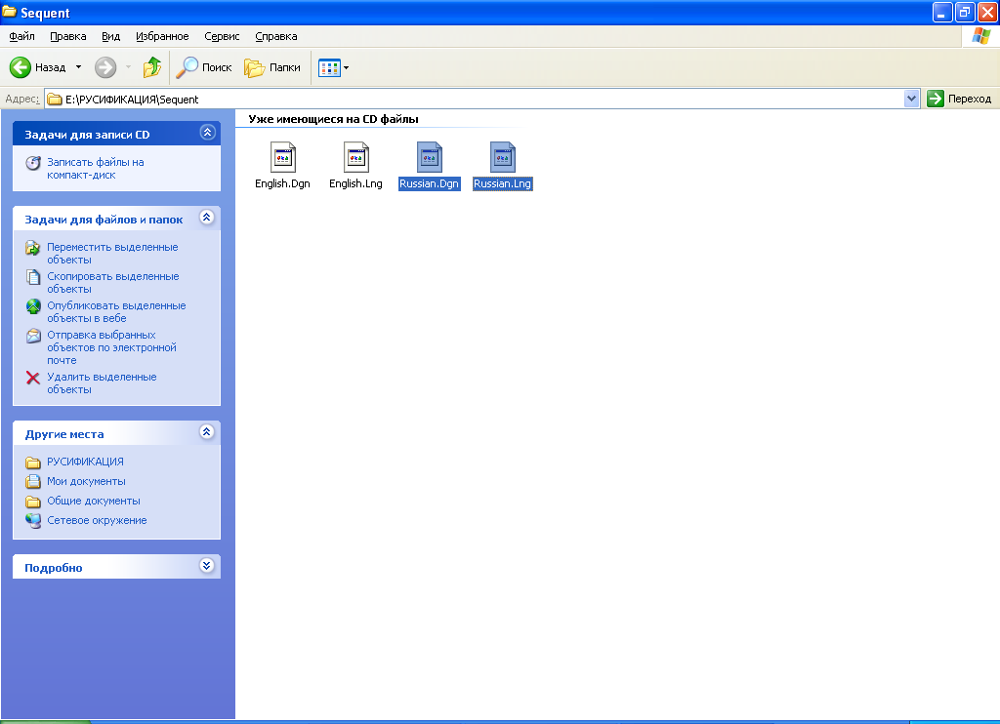 Sequent
Файл Правка Вид Избранное Сервис Справка
Назад Поиск Папки
Адрес: E:\РУСИФИКАЦИЯ\Sequent Переход
Задачи для записи CD
Записать файлы на
компакт-диск
Задачи для файлов и папок
Переместить выделенные
объекты
Скопировать выделенные
объекты
Опубликовать выделенные
объекты в вебе
Отправка выбранных
объектов по электронной
почте
Удалить выделенные
объекты
Другие места
РУСИФИКАЦИЯ
Мои документы
Общие документы
Сетевое окружение
Подробно
Уже имеющиеся на CD файлы
English.Dgn English.Lng Russian.Dgn Russian.Lng